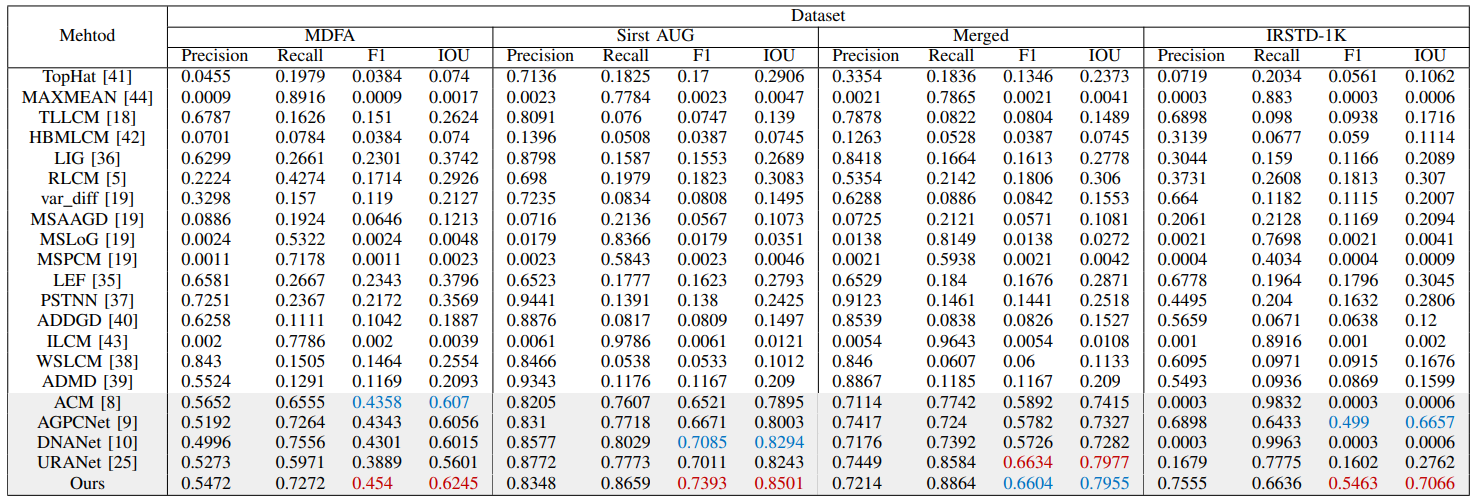 Mehtod Dataset
MDFA Sirst AUG Merged IRSTD-1K
Precision Recall F1 IOU Precision Recall F1 IOU Precision Recall F1 IOU Precision Recall F1 IOU
TopHat [41] 0.0455 0.1979 0.0384 0.074 0.7136 0.1825 0.17 0.2906 0.3354 0.1836 0.1346 0.2373 0.0719 0.2034 0.0561 0.1062
MAXMEAN [44] 0.0009 0.8916 0.0009 0.0017 0.0023 0.7784 0.0023 0.0047 0.0021 0.7865 0.0021 0.0041 0.0003 0.883 0.0003 0.0006
TLLCM [18] 0.6787 0.1626 0.151 0.2624 0.8091 0.076 0.0747 0.139 0.7878 0.0822 0.0804 0.1489 0.6898 0.098 0.0938 0.1716
HBMLCM [42] 0.0701 0.0784 0.0384 0.074 0.1396 0.0508 0.0387 0.0745 0.1263 0.0528 0.0387 0.0745 0.3139 0.0677 0.059 0.1114
LIG [36] 0.6299 0.2661 0.2301 0.3742 0.8798 0.1587 0.1553 0.2689 0.8418 0.1664 0.1613 0.2778 0.3044 0.159 0.1166 0.2089
RLCM [5] 0.2224 0.4274 0.1714 0.2926 0.698 0.1979 0.1823 0.3083 0.5354 0.2142 0.1806 0.306 0.3731 0.2608 0.1813 0.307
var_diff [19] 0.3298 0.157 0.119 0.2127 0.7235 0.0834 0.0808 0.1495 0.6288 0.0886 0.0842 0.1553 0.664 0.1182 0.1115 0.2007
MSAAGD [19] 0.0886 0.1924 0.0646 0.1213 0.0716 0.2136 0.0567 0.1073 0.0725 0.2121 0.0571 0.1081 0.2061 0.2128 0.1169 0.2094
MSLoG [19] 0.0024 0.5322 0.0024 0.0048 0.0179 0.8366 0.0179 0.0351 0.0138 0.8149 0.0138 0.0272 0.0021 0.7698 0.0021 0.0041
MSPCM [19] 0.0011 0.7178 0.0011 0.0023 0.0023 0.5843 0.0023 0.0046 0.0021 0.5938 0.0021 0.0042 0.0004 0.4034 0.0004 0.0009
LEF [35] 0.6581 0.2667 0.2343 0.3796 0.6523 0.1777 0.1623 0.2793 0.6529 0.184 0.1676 0.2871 0.6778 0.1964 0.1796 0.3045
PSTNN [37] 0.7251 0.2367 0.2172 0.3569 0.9441 0.1391 0.138 0.2425 0.9123 0.1461 0.1441 0.2518 0.4495 0.204 0.1632 0.2806
ADDGD [40] 0.6258 0.1111 0.1042 0.1887 0.8876 0.0817 0.0809 0.1497 0.8539 0.0838 0.0826 0.1527 0.5659 0.0671 0.0638 0.12
ILCM [43] 0.002 0.7786 0.002 0.0039 0.0061 0.9786 0.0061 0.0121 0.0054 0.9643 0.0054 0.0108 0.001 0.8916 0.001 0.002
WSLCM [38] 0.843 0.1505 0.1464 0.2554 0.8466 0.0538 0.0533 0.1012 0.846 0.0607 0.06 0.1133 0.6095 0.0971 0.0915 0.1676
ADMD [39] 0.5524 0.1291 0.1169 0.2093 0.9343 0.1176 0.1167 0.209 0.8867 0.1185 0.1167 0.209 0.5493 0.0936 0.0869 0.1599
ACM [8] 0.5652 0.6555 0.4358 0.607 0.8205 0.7607 0.6521 0.7895 0.7114 0.7742 0.5892 0.7415 0.0003 0.9832 0.0003 0.0006
AGPCNet [9] 0.5192 0.7264 0.4343 0.6056 0.831 0.7718 0.6671 0.8003 0.7417 0.724 0.5782 0.7327 0.6898 0.6433 0.499 0.6657
DNANet [10] 0.4996 0.7556 0.4301 0.6015 0.8577 0.8029 0.7085 0.8294 0.7176 0.7392 0.5726 0.7282 0.0003 0.9963 0.0003 0.0006
URANet [25] 0.5273 0.5971 0.3889 0.5601 0.8772 0.7773 0.7011 0.8243 0.7449 0.8584 0.6634 0.7977 0.1679 0.7775 0.1602 0.2762
Ours 0.5472 0.7272 0.454 0.6245 0.8348 0.8659 0.7393 0.8501 0.7214 0.8864 0.6604 0.7955 0.7555 0.6636 0.5463 0.7066